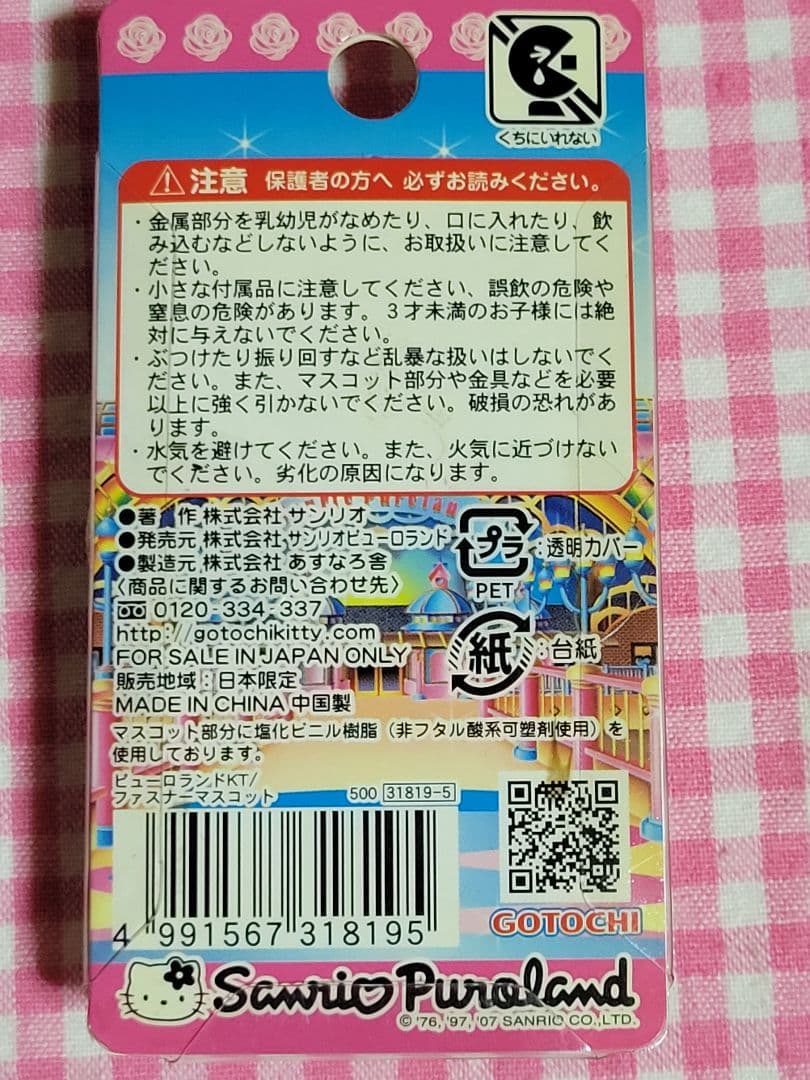 くちにいれない
注意 保護者の方へ 必ずお読みください。
・金属部分を乳幼児がなめたり、口に入れたり、飲
み込むなどしないように、お取扱いに注意してく
ださい。
・小さな付属品に注意してください、誤飲の危険や
窒息の危険があります。3才未満のお子様には絶
対に与えないでください。
・ぶつけたり振り回すなど乱暴な扱いはしないでく
ださい。また、マスコット部分や金具などを必要
以上に強く引かないでください。破損の恐れがあ
ります。
・水気を避けてください。また、火気に近づけない
でください。劣化の原因になります。
●著 作 株式会社 サンリオ
●発売元 株式会社 サンリオピューロランド
●製造元 株式会社 あすなろ舎
〈商品に関するお問い合わせ先〉
0120-334-337
http://gotochikitty.com
FOR SALE IN JAPAN ONLY
販売地域:日本限定
MADE IN CHINA 中国製
プラ:透明カバー
PET
紙:台紙
マスコット部分に塩化ビニル樹脂(非フタル酸系可塑剤使用)を
使用しております。
ピューロランドKT/
ファスナーマスコット 500 31819-5
4 991567 318195
GOTOCHI
Sanrio Puroland
© '76, '97, '07 SANRIO CO.,LTD.